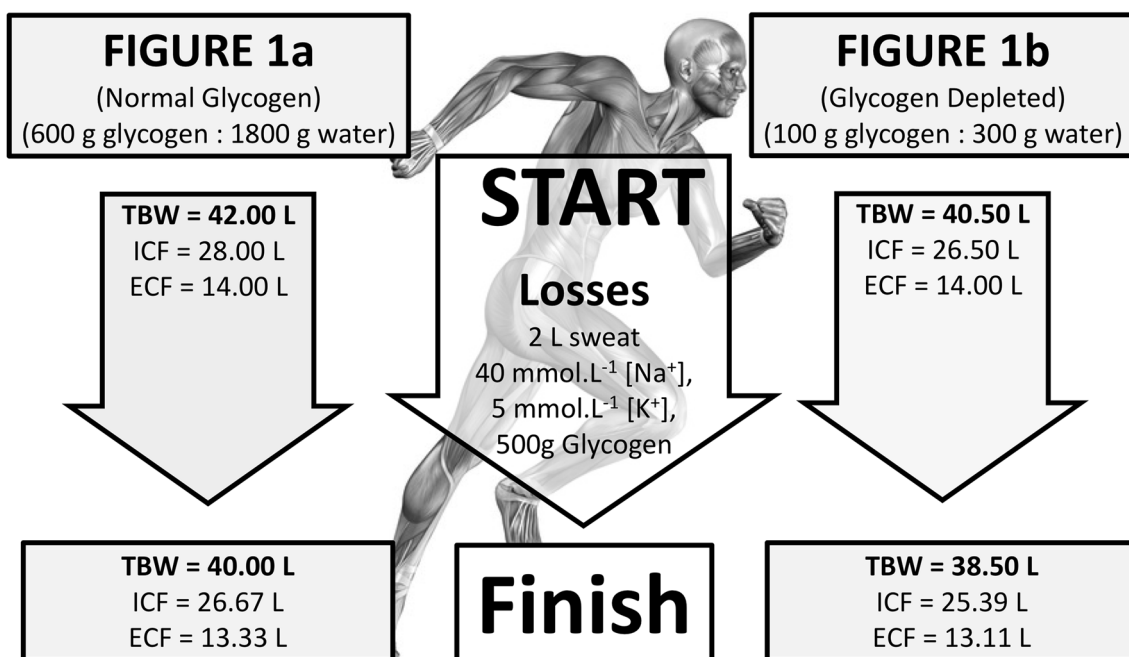 FIGURE 1a
(Normal Glycogen)
(600 g glycogen : 1800 g water)
FIGURE 1b
(Glycogen Depleted)
(100 g glycogen : 300 g water)
TBW = 42.00 L
ICF = 28.00 L
ECF = 14.00 L
START
Losses
2 L sweat
40 mmol.L⁻¹ [Na⁺],
5 mmol.L⁻¹ [K⁺],
500g Glycogen
TBW = 40.50 L
ICF = 26.50 L
ECF = 14.00 L
TBW = 40.00 L
ICF = 26.67 L
ECF = 13.33 L
Finish
TBW = 38.50 L
ICF = 25.39 L
ECF = 13.11 L